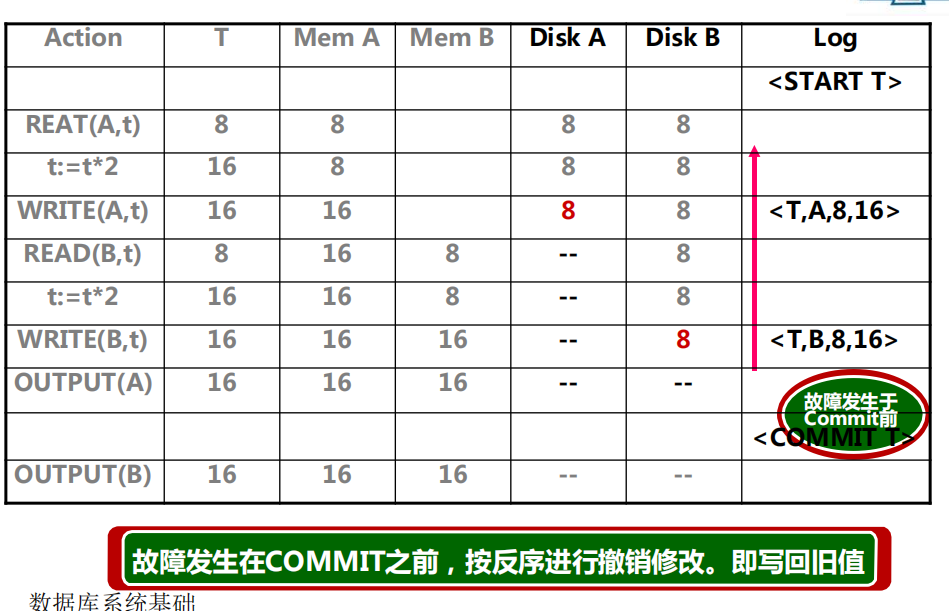 Action T Mem A Mem B Disk A Disk B Log
<START T>
REAT(A,t) 8 8 8 8
t:=t*2 16 8 8 8
WRITE(A,t) 16 16 8 8 <T,A,8,16>
READ(B,t) 8 16 8 -- 8
t:=t*2 16 16 8 -- 8
WRITE(B,t) 16 16 16 -- 8 <T,B,8,16>
OUTPUT(A) 16 16 16 -- --
故障发生于
Commit前
<COMMIT T>
OUTPUT(B) 16 16 16 -- --
故障发生在COMMIT之前，按反序进行撤销修改。即写回旧值
数据库系统基础